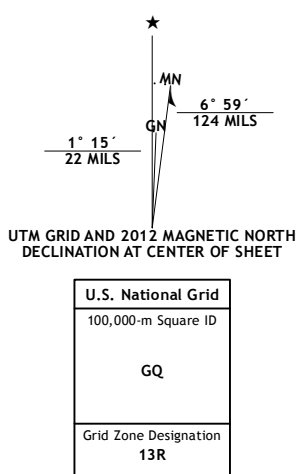 ★
MN
GN
6° 59´
124 MILS
1° 15´
22 MILS
UTM GRID AND 2012 MAGNETIC NORTH
DECLINATION AT CENTER OF SHEET
U.S. National Grid
100,000-m Square ID
GQ
Grid Zone Designation
13R